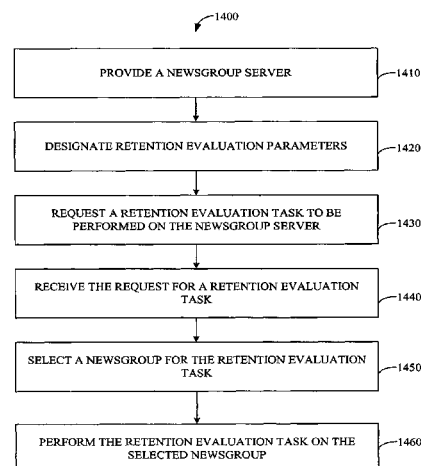 1400
PROVIDE A NEWSGROUP SERVER
1410
DESIGNATE RETENTION EVALUATION PARAMETERS
1420
REQUEST A RETENTION EVALUATION TASK TO BE
PERFORMED ON THE NEWSGROUP SERVER
1430
RECEIVE THE REQUEST FOR A RETENTION EVALUATION
TASK
1440
SELECT A NEWSGROUP FOR THE RETENTION EVALUATION
TASK
1450
PERFORM THE RETENTION EVALUATION TASK ON THE
SELECTED NEWSGROUP
1460